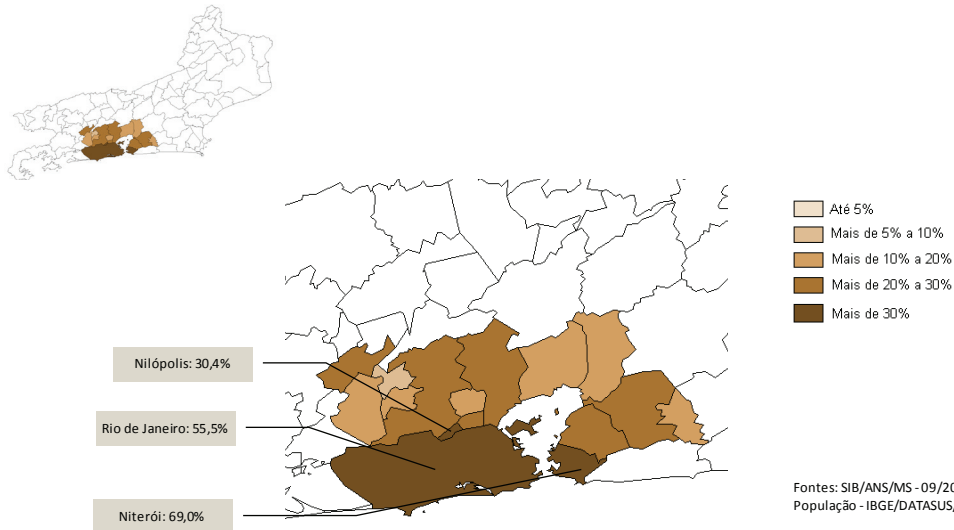 Até 5%
Mais de 5% a 10%
Mais de 10% a 20%
Mais de 20% a 30%
Mais de 30%
Nilópolis: 30,4%
Rio de Janeiro: 55,5%
Niterói: 69,0%
Fontes: SIB/ANS/MS - 09/20
População - IBGE/DATASUS,